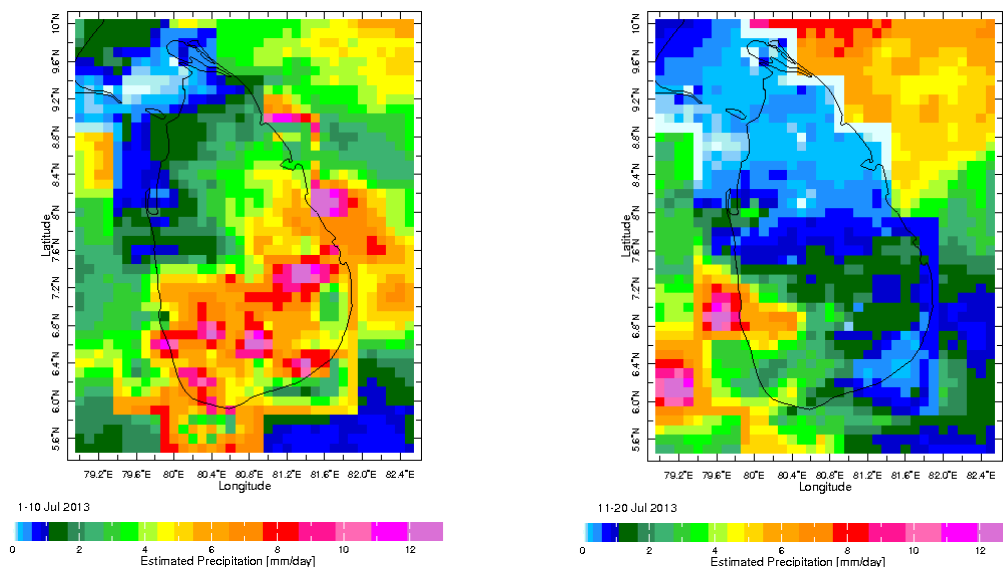 10˚N
9.6˚N
9.2˚N
8.8˚N
8.4˚N
8˚N
7.6˚N
7.2˚N
6.8˚N
6.4˚N
6.0˚N
5.6˚N
Latitude
79.2˚E 79.6˚E 80˚E 80.4˚E 80.8˚E 81.2˚E 81.6˚E 82.0˚E 82.4˚E
Longitude
1-10 Jul 2013
0 2 4 6 8 10 12
Estimated Precipitation [mm/day]
10˚N
9.6˚N
9.2˚N
8.8˚N
8.4˚N
8˚N
7.6˚N
7.2˚N
6.8˚N
6.4˚N
6.0˚N
5.6˚N
Latitude
79.2˚E 79.6˚E 80˚E 80.4˚E 80.8˚E 81.2˚E 81.6˚E 82.0˚E 82.4˚E
Longitude
11-20 Jul 2013
0 2 4 6 8 10 12
Estimated Precipitation [mm/day]